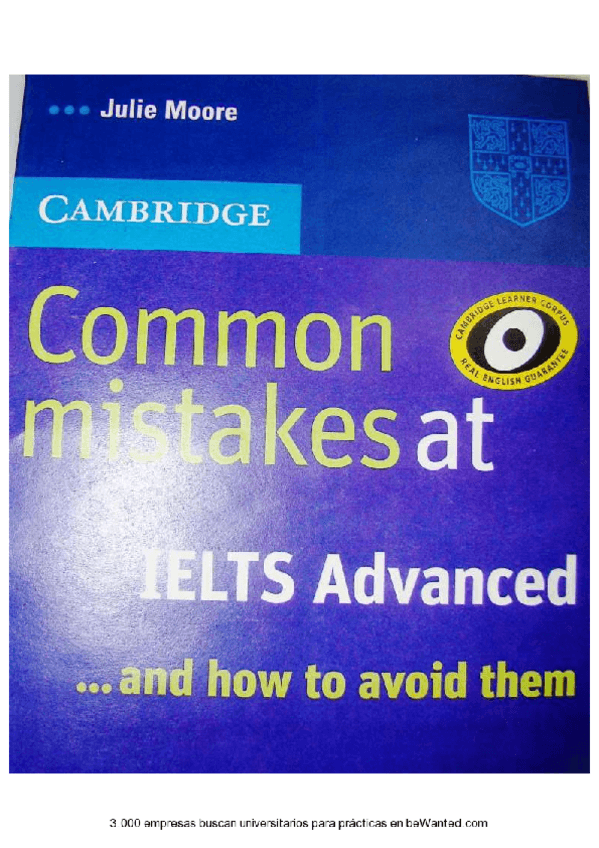 ••• Julie Moore
CAMBRIDGE
Common
mistakes at
CAMBRIDGE LEARNER CORPUS
REAL ENGLISH GUARANTEE
IELTS Advanced
...and how to avoid them
3.000 empresas buscan universitarios para prácticas en beWanted.com